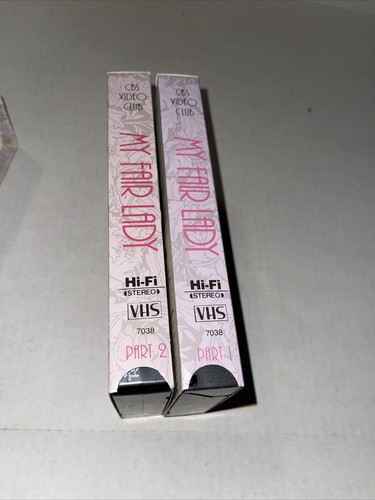 CBS
VIDEO
CLUB
MY FAIR LADY
Hi-Fi
STEREO
VHS
7038
PART 2
CBS
VIDEO
CLUB
MY FAIR LADY
Hi-Fi
STEREO
VHS
7038
PART 1